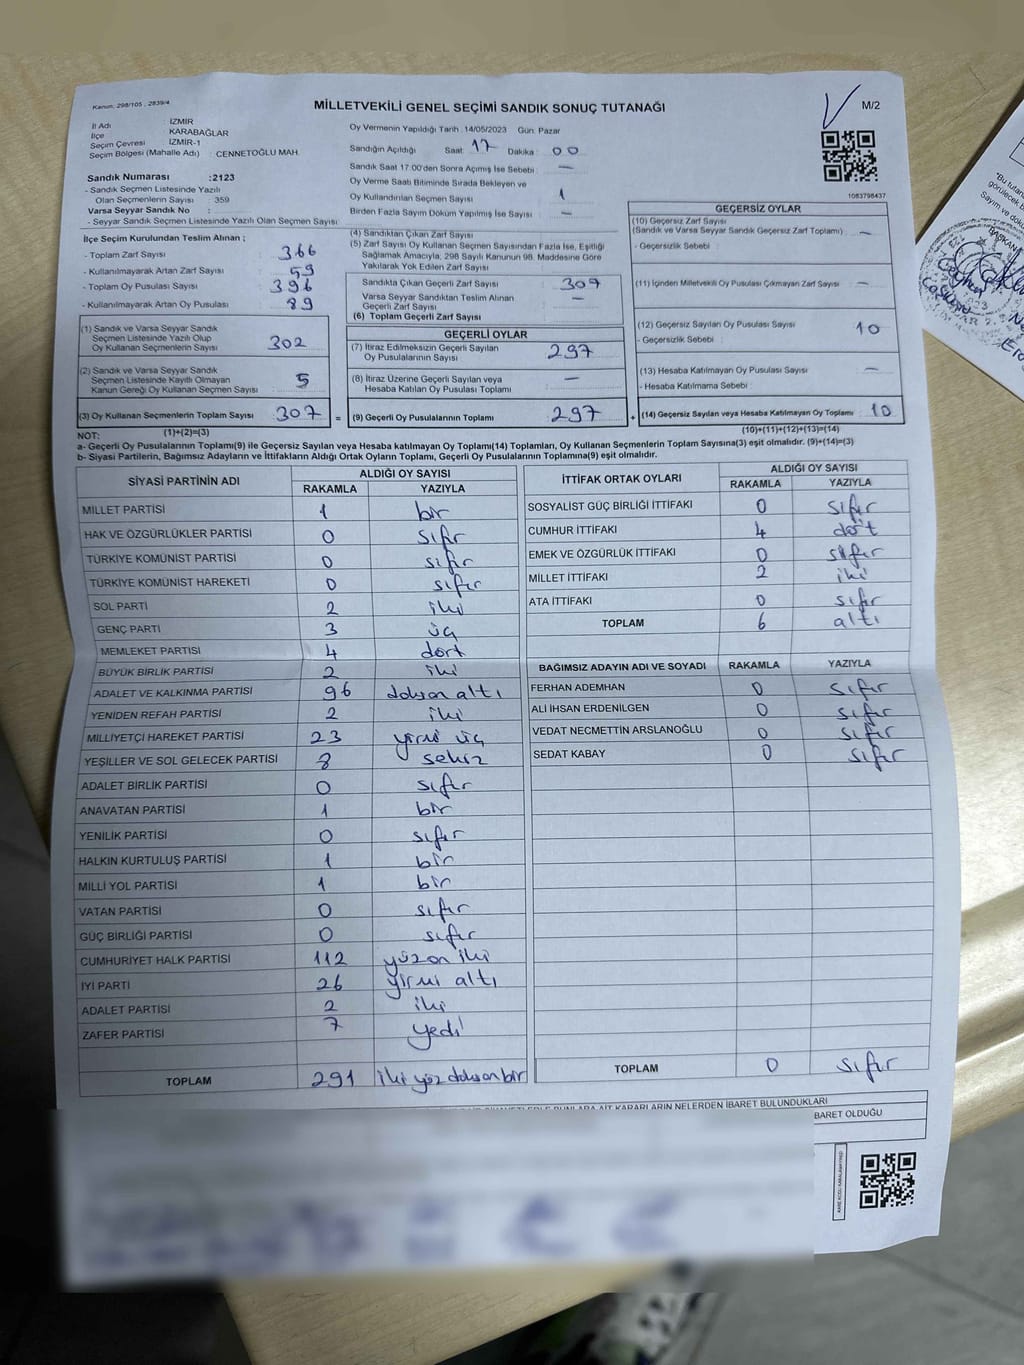 Kanun: 298/105 , 2839/4
MİLLETVEKİLİ GENEL SEÇİMİ SANDIK SONUÇ TUTANAĞI
M/2
İl Adı : İZMİR
İlçe KARABAĞLAR
Seçim Çevresi : İZMİR-1
Seçim Bölgesi (Mahalle Adı) : CENNETOĞLU MAH.
Sandık Numarası :2123
- Sandık Seçmen Listesinde Yazılı
Olan Seçmenlerin Sayısı : 359
Varsa Seyyar Sandık No :
- Seyyar Seçmen Listesinde Yazılı Olan Seçmen Sayısı:
Oy Vermenin Yapıldığı Tarih :14/05/2023 Gün: Pazar
Sandığın Açıldığı Saat: 17 Dakika : 00
Sandık Saat 17:00'den Sonra Açımış İse Sebebi : —
Oy Verme Saati Bitiminde Sırada Bekleyen ve
Oy Kullandırılan Seçmen Sayısı 1
Birden Fazla Sayım Döküm Yapılmış İse Sayısı —
1083798437
İlçe Seçim Kurulundan Teslim Alınan ;
- Toplam Zarf Sayısı : 366
- Kullanılmayarak Artan Zarf Sayısı : 59
- Toplam Oy Pusulası Sayısı : 396
- Kullanılmayarak Artan Oy Pusulası : 89
(4) Sandıktan Çıkan Zarf Sayısı
(5) Zarf Sayısı Oy Kullanan Seçmen Sayısından Fazla İse, Eşitliği
Sağlamak Amacıyla, 298 Sayılı Kanunun 98. Maddesine Göre
Yakılarak Yok Edilen Zarf Sayısı
Sandıkta Çıkan Geçerli Zarf Sayısı 307
Varsa Seyyar Sandıktan Teslim Alınan
Geçerli Zarf Sayısı —
(6) Toplam Geçerli Zarf Sayısı
GEÇERSİZ OYLAR
(10) Geçersiz Zarf Sayısı
(Sandık ve Varsa Seyyar Sandık Geçersiz Zarf Toplamı) —
- Geçersizlik Sebebi :
(11) İçinden Milletvekili Oy Pusulası Çıkmayan Zarf Sayısı —
(12) Geçersiz Sayılan Oy Pusulası Sayısı 10
- Geçersizlik Sebebi :
(13) Hesaba Katılmayan Oy Pusulası Sayısı —
- Hesaba Katılmama Sebebi :
(1) Sandık ve Varsa Seyyar Sandık
Seçmen Listesinde Yazılı Olup
Oy Kullanan Seçmenlerin Sayısı 302
(2) Sandık ve Varsa Seyyar Sandık
Seçmen Listesinde Kayıtlı Olmayan
Kanun Gereği Oy Kullanan Seçmen Sayısı 5
GEÇERLİ OYLAR
(7) İtiraz Edilmeksizin Geçerli Sayılan
Oy Pusulalarının Sayısı 297
(8) İtiraz Üzerine Geçerli Sayılan veya
Hesaba Katılan Oy Pusulası Toplamı —
(3) Oy Kullanan Seçmenlerin Toplam Sayısı 307 = (9) Geçerli Oy Pusulalarının Toplamı 297 + (14) Geçersiz Sayılan veya Hesaba Katılmayan Oy Toplamı 10
NOT: (1)+(2)=(3) (10)+(11)+(12)+(13)=(14)
a- Geçerli Oy Pusulalarının Toplamı(9) ile Geçersiz Sayılan veya Hesaba katılmayan Oy Toplamı(14) Toplamları, Oy Kullanan Seçmenlerin Toplam Sayısına(3) eşit olmalıdır. (9)+(14)=(3)
b- Siyasi Partilerin, Bağımsız Adayların ve İttifakların Aldığı Ortak Oyların Toplamı, Geçerli Oy Pusulalarının Toplamına(9) eşit olmalıdır.
SİYASİ PARTİNİN ADI ALDIĞI OY SAYISI
RAKAMLA YAZIYLA
MİLLET PARTİSİ 1 bir
HAK VE ÖZGÜRLÜKLER PARTİSİ 0 sıfır
TÜRKİYE KOMÜNİST PARTİSİ 0 sıfır
TÜRKİYE KOMÜNİST HAREKETİ 0 sıfır
SOL PARTİ 2 iki
GENÇ PARTİ 3 üç
MEMLEKET PARTİSİ 4 dört
BÜYÜK BİRLİK PARTİSİ 2 iki
ADALET VE KALKINMA PARTİSİ 96 doksan altı
YENİDEN REFAH PARTİSİ 2 iki
MİLLİYETÇİ HAREKET PARTİSİ 23 yirmi üç
YEŞİLLER VE SOL GELECEK PARTİSİ 8 sekiz
ADALET BİRLİK PARTİSİ 0 sıfır
ANAVATAN PARTİSİ 1 bir
YENİLİK PARTİSİ 0 sıfır
HALKIN KURTULUŞ PARTİSİ 1 bir
MİLLİ YOL PARTİSİ 1 bir
VATAN PARTİSİ 0 sıfır
GÜÇ BİRLİĞİ PARTİSİ 0 sıfır
CUMHURİYET HALK PARTİSİ 112 yüz on iki
İYİ PARTİ 26 yirmi altı
ADALET PARTİSİ 2 iki
ZAFER PARTİSİ 7 yedi
TOPLAM 291 iki yüz doksan bir
İTTİFAK ORTAK OYLARI ALDIĞI OY SAYISI
RAKAMLA YAZIYLA
SOSYALİST GÜÇ BİRLİĞİ İTTİFAKI 0 sıfır
CUMHUR İTTİFAKI 4 dört
EMEK VE ÖZGÜRLÜK İTTİFAKI 0 sıfır
MİLLET İTTİFAKI 2 iki
ATA İTTİFAKI 0 sıfır
TOPLAM 6 altı
BAĞIMSIZ ADAYIN ADI VE SOYADI RAKAMLA YAZIYLA
FERHAN ADEMHAN 0 sıfır
ALİ İHSAN ERDENİLGEN 0 sıfır
VEDAT NECMETTİN ARSLANOĞLU 0 sıfır
SEDAT KABAY 0 sıfır
TOPLAM 0 sıfır
BUNLARA AİT KARARLARIN NELERDEN İBARET BULUNDUKLARI
BARET OLDUĞU
"Bu tutan
görülecek b
Sayım ve dökü
BAŞKAN